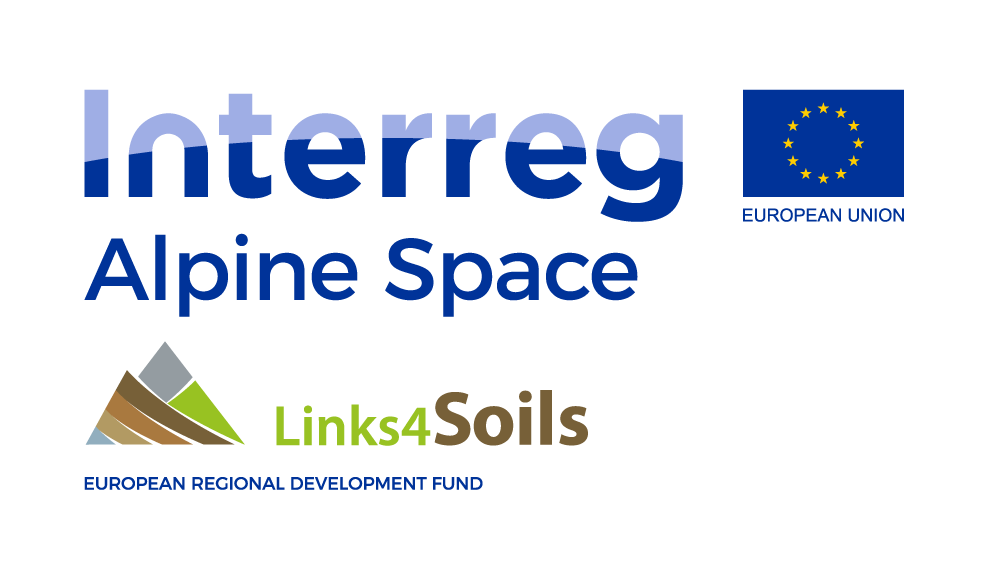 Interreg
EUROPEAN UNION
Alpine Space
Links4Soils
EUROPEAN REGIONAL DEVELOPMENT FUND